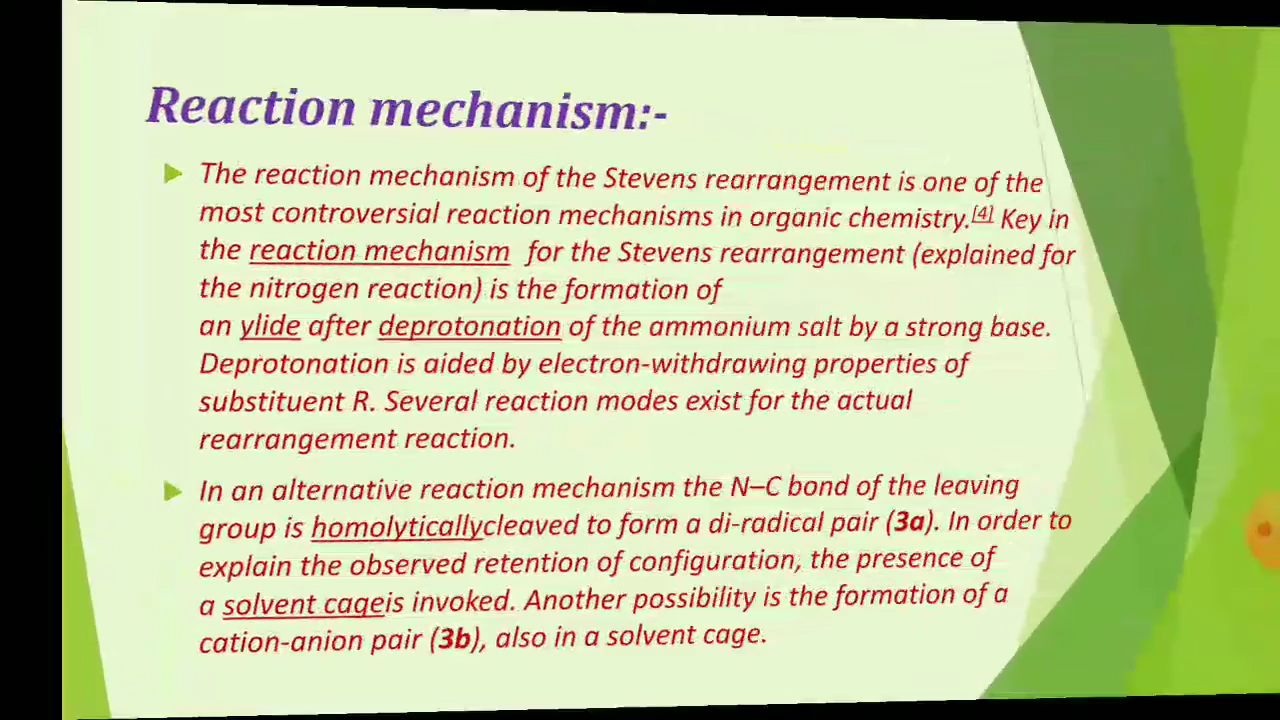 Reaction mechanism:-
The reaction mechanism of the Stevens rearrangement is one of the
most controversial reaction mechanisms in organic chemistry.[4] Key in
the reaction mechanism for the Stevens rearrangement (explained for
the nitrogen reaction) is the formation of
an ylide after deprotonation of the ammonium salt by a strong base.
Deprotonation is aided by electron-withdrawing properties of
substituent R. Several reaction modes exist for the actual
rearrangement reaction.
In an alternative reaction mechanism the N–C bond of the leaving
group is homolyticallycleaved to form a di-radical pair (3a). In order to
explain the observed retention of configuration, the presence of
a solvent cageis invoked. Another possibility is the formation of a
cation-anion pair (3b), also in a solvent cage.